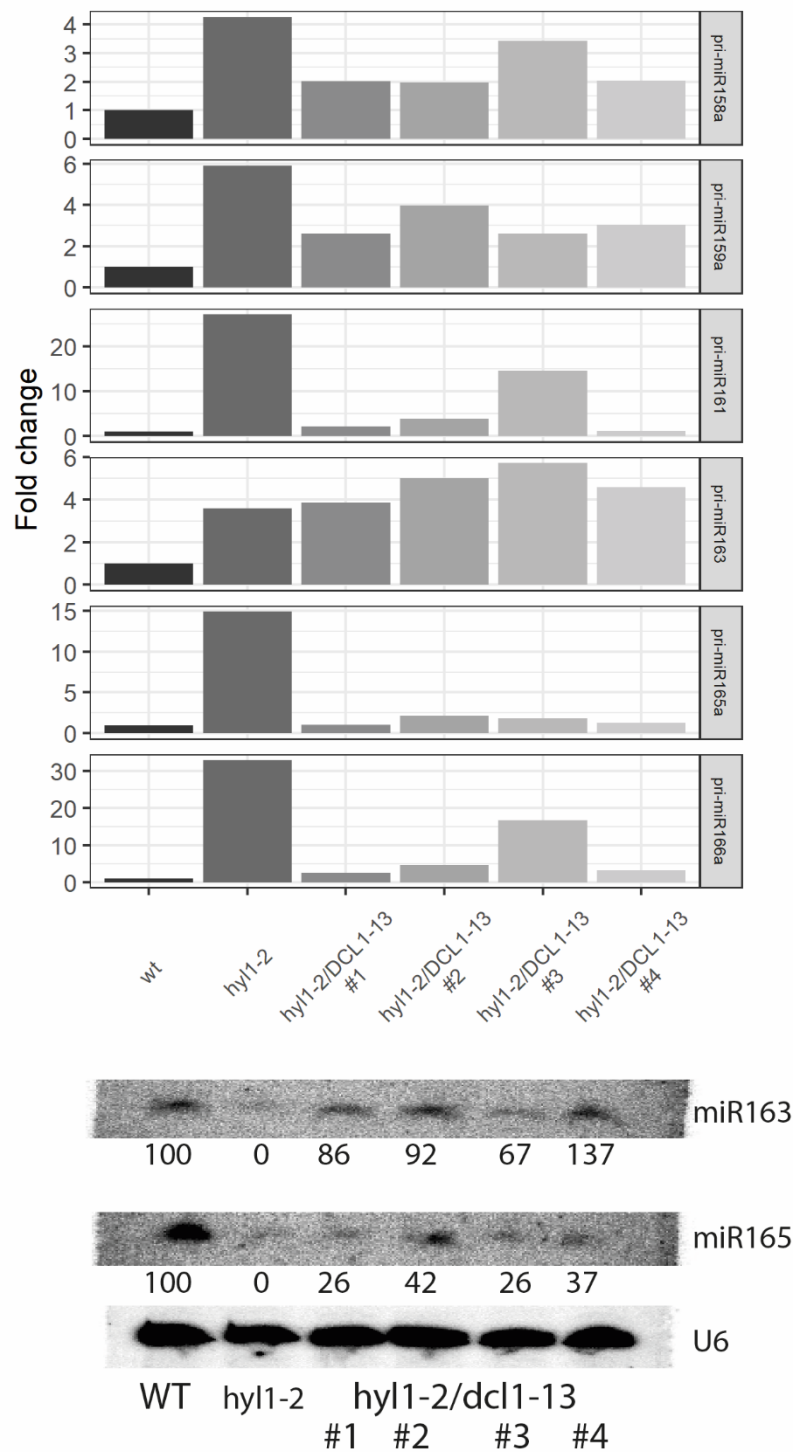 4
3
2
1
0
pri-miR158a
6
4
2
0
pri-miR159a
20
10
0
pri-miR161
Fold change
6
4
2
0
pri-miR163
15
10
5
0
pri-miR165a
30
20
10
0
pri-miR166a
wt
hyl1-2
hyl1-2/DCL1-13
#1
hyl1-2/DCL1-13
#2
hyl1-2/DCL1-13
#3
hyl1-2/DCL1-13
#4
miR163
100 0 86 92 67 137
miR165
100 0 26 42 26 37
U6
WT hyl1-2 hyl1-2/dcl1-13
#1 #2 #3 #4